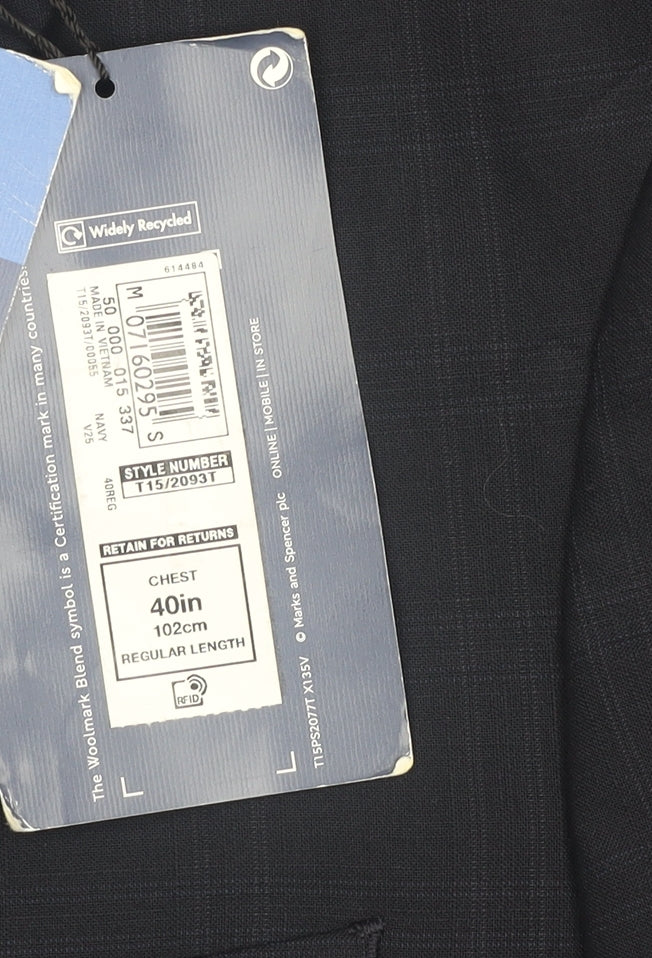 Widely Recycled
614484
M 07160295 S
50 000 015 337
MADE IN VIETNAM NAVY
T15/2093T/00055 V25
40REG
STYLE NUMBER
T15/2093T
RETAIN FOR RETURNS
CHEST
40in
102cm
REGULAR LENGTH
RFID
The Woolmark Blend symbol is a Certification mark in many countries.
© Marks and Spencer plc ONLINE | MOBILE | IN STORE
T15PS2077T X135V